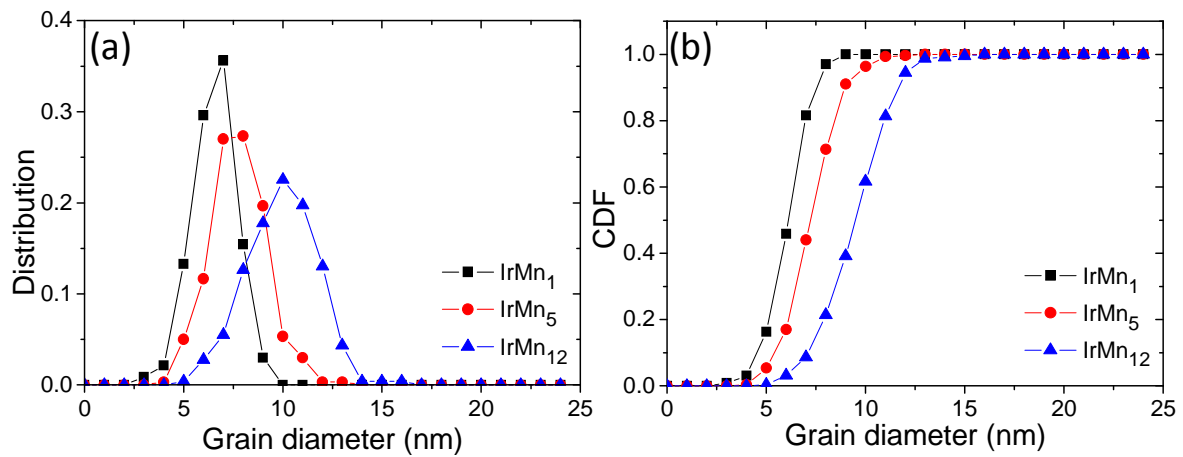 (a)
Distribution
0.4
0.3
0.2
0.1
0.0
IrMn1
IrMn5
IrMn12
0 5 10 15 20 25
Grain diameter (nm)
(b)
CDF
1.0
0.8
0.6
0.4
0.2
0.0
IrMn1
IrMn5
IrMn12
0 5 10 15 20 25
Grain diameter (nm)